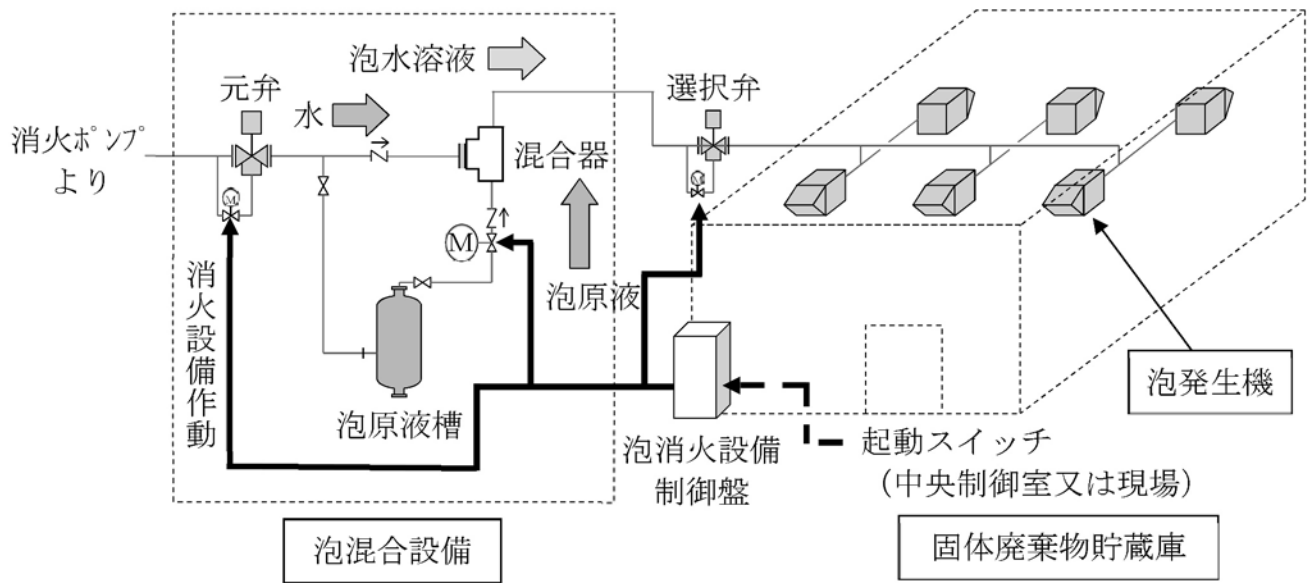 泡水溶液
元弁
水
選択弁
消火ﾎﾟﾝﾌﾟ
より
混合器
M
M
M
泡原液
消火設備作動
泡原液槽
泡発生機
泡消火設備
制御盤
起動スイッチ
（中央制御室又は現場）
泡混合設備
固体廃棄物貯蔵庫